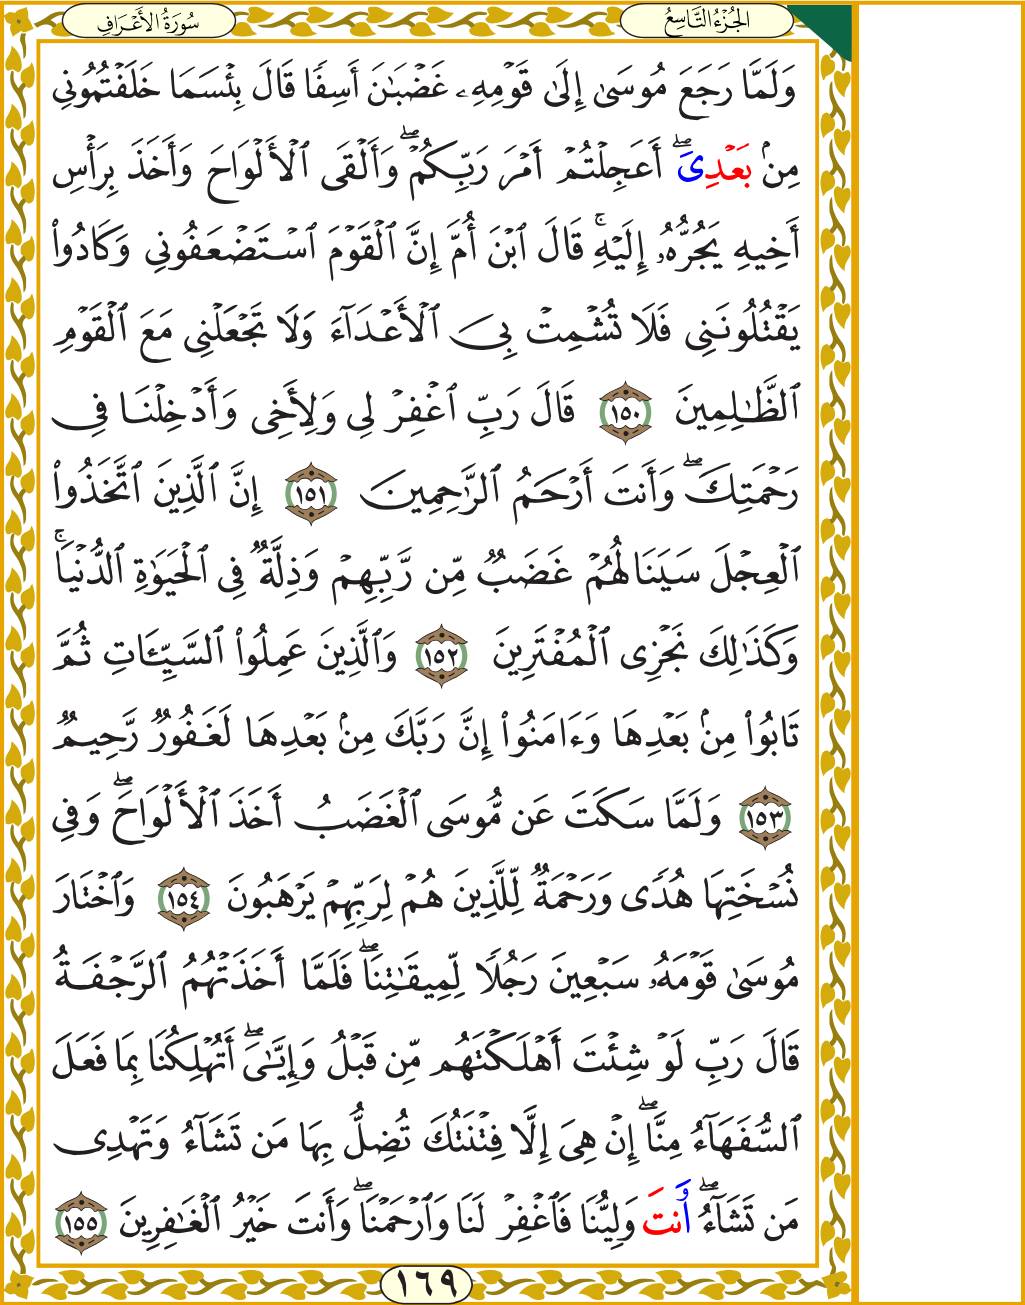 سُورَةُ الأَعْرَافِ
الجُزْءُ التَّاسِعُ
وَلَمَّا رَجَعَ مُوسَىٰ إِلَىٰ قَوْمِهِۦ غَضْبَٰنَ أَسِفًا قَالَ بِئْسَمَا خَلَفْتُمُونِي
مِنۢ بَعْدِىَٓۖ أَعَجِلْتُمْ أَمْرَ رَبِّكُمْۖ وَأَلْقَى ٱلْأَلْوَاحَ وَأَخَذَ بِرَأْسِ
أَخِيهِ يَجُرُّهُۥ إِلَيْهِۚ قَالَ ٱبْنَ أُمَّ إِنَّ ٱلْقَوْمَ ٱسْتَضْعَفُونِي وَكَادُوا۟
يَقْتُلُونَنِي فَلَا تُشْمِتْ بِيَ ٱلْأَعْدَآءَ وَلَا تَجْعَلْنِي مَعَ ٱلْقَوْمِ
ٱلظَّٰلِمِينَ ١٥٠ قَالَ رَبِّ ٱغْفِرْ لِي وَلِأَخِي وَأَدْخِلْنَا فِي
رَحْمَتِكَۖ وَأَنتَ أَرْحَمُ ٱلرَّٰحِمِينَ ١٥١ إِنَّ ٱلَّذِينَ ٱتَّخَذُوا۟
ٱلْعِجْلَ سَيَنَالُهُمْ غَضَبٌ مِّن رَّبِّهِمْ وَذِلَّةٌ فِي ٱلْحَيَوٰةِ ٱلدُّنْيَاۚ
وَكَذَٰلِكَ نَجْزِي ٱلْمُفْتَرِينَ ١٥٢ وَٱلَّذِينَ عَمِلُوا۟ ٱلسَّيِّـَٔاتِ ثُمَّ
تَابُوا۟ مِنۢ بَعْدِهَا وَءَامَنُوٓا۟ إِنَّ رَبَّكَ مِنۢ بَعْدِهَا لَغَفُورٌ رَّحِيمٌ
١٥٣ وَلَمَّا سَكَتَ عَن مُّوسَى ٱلْغَضَبُ أَخَذَ ٱلْأَلْوَاحَۖ وَفِي
نُسْخَتِهَا هُدًى وَرَحْمَةٌ لِّلَّذِينَ هُمْ لِرَبِّهِمْ يَرْهَبُونَ ١٥٤ وَٱخْتَارَ
مُوسَىٰ قَوْمَهُۥ سَبْعِينَ رَجُلًا لِّمِيقَٰتِنَاۖ فَلَمَّا أَخَذَتْهُمُ ٱلرَّجْفَةُ
قَالَ رَبِّ لَوْ شِئْتَ أَهْلَكْتَهُم مِّن قَبْلُ وَإِيَّٰيَۖ أَتُهْلِكُنَا بِمَا فَعَلَ
ٱلسُّفَهَآءُ مِنَّاۖ إِنْ هِيَ إِلَّا فِتْنَتُكَ تُضِلُّ بِهَا مَن تَشَآءُ وَتَهْدِي
مَن تَشَآءُۖ أَنتَ وَلِيُّنَا فَٱغْفِرْ لَنَا وَٱرْحَمْنَاۖ وَأَنتَ خَيْرُ ٱلْغَٰفِرِينَ ١٥٥
١٦٩